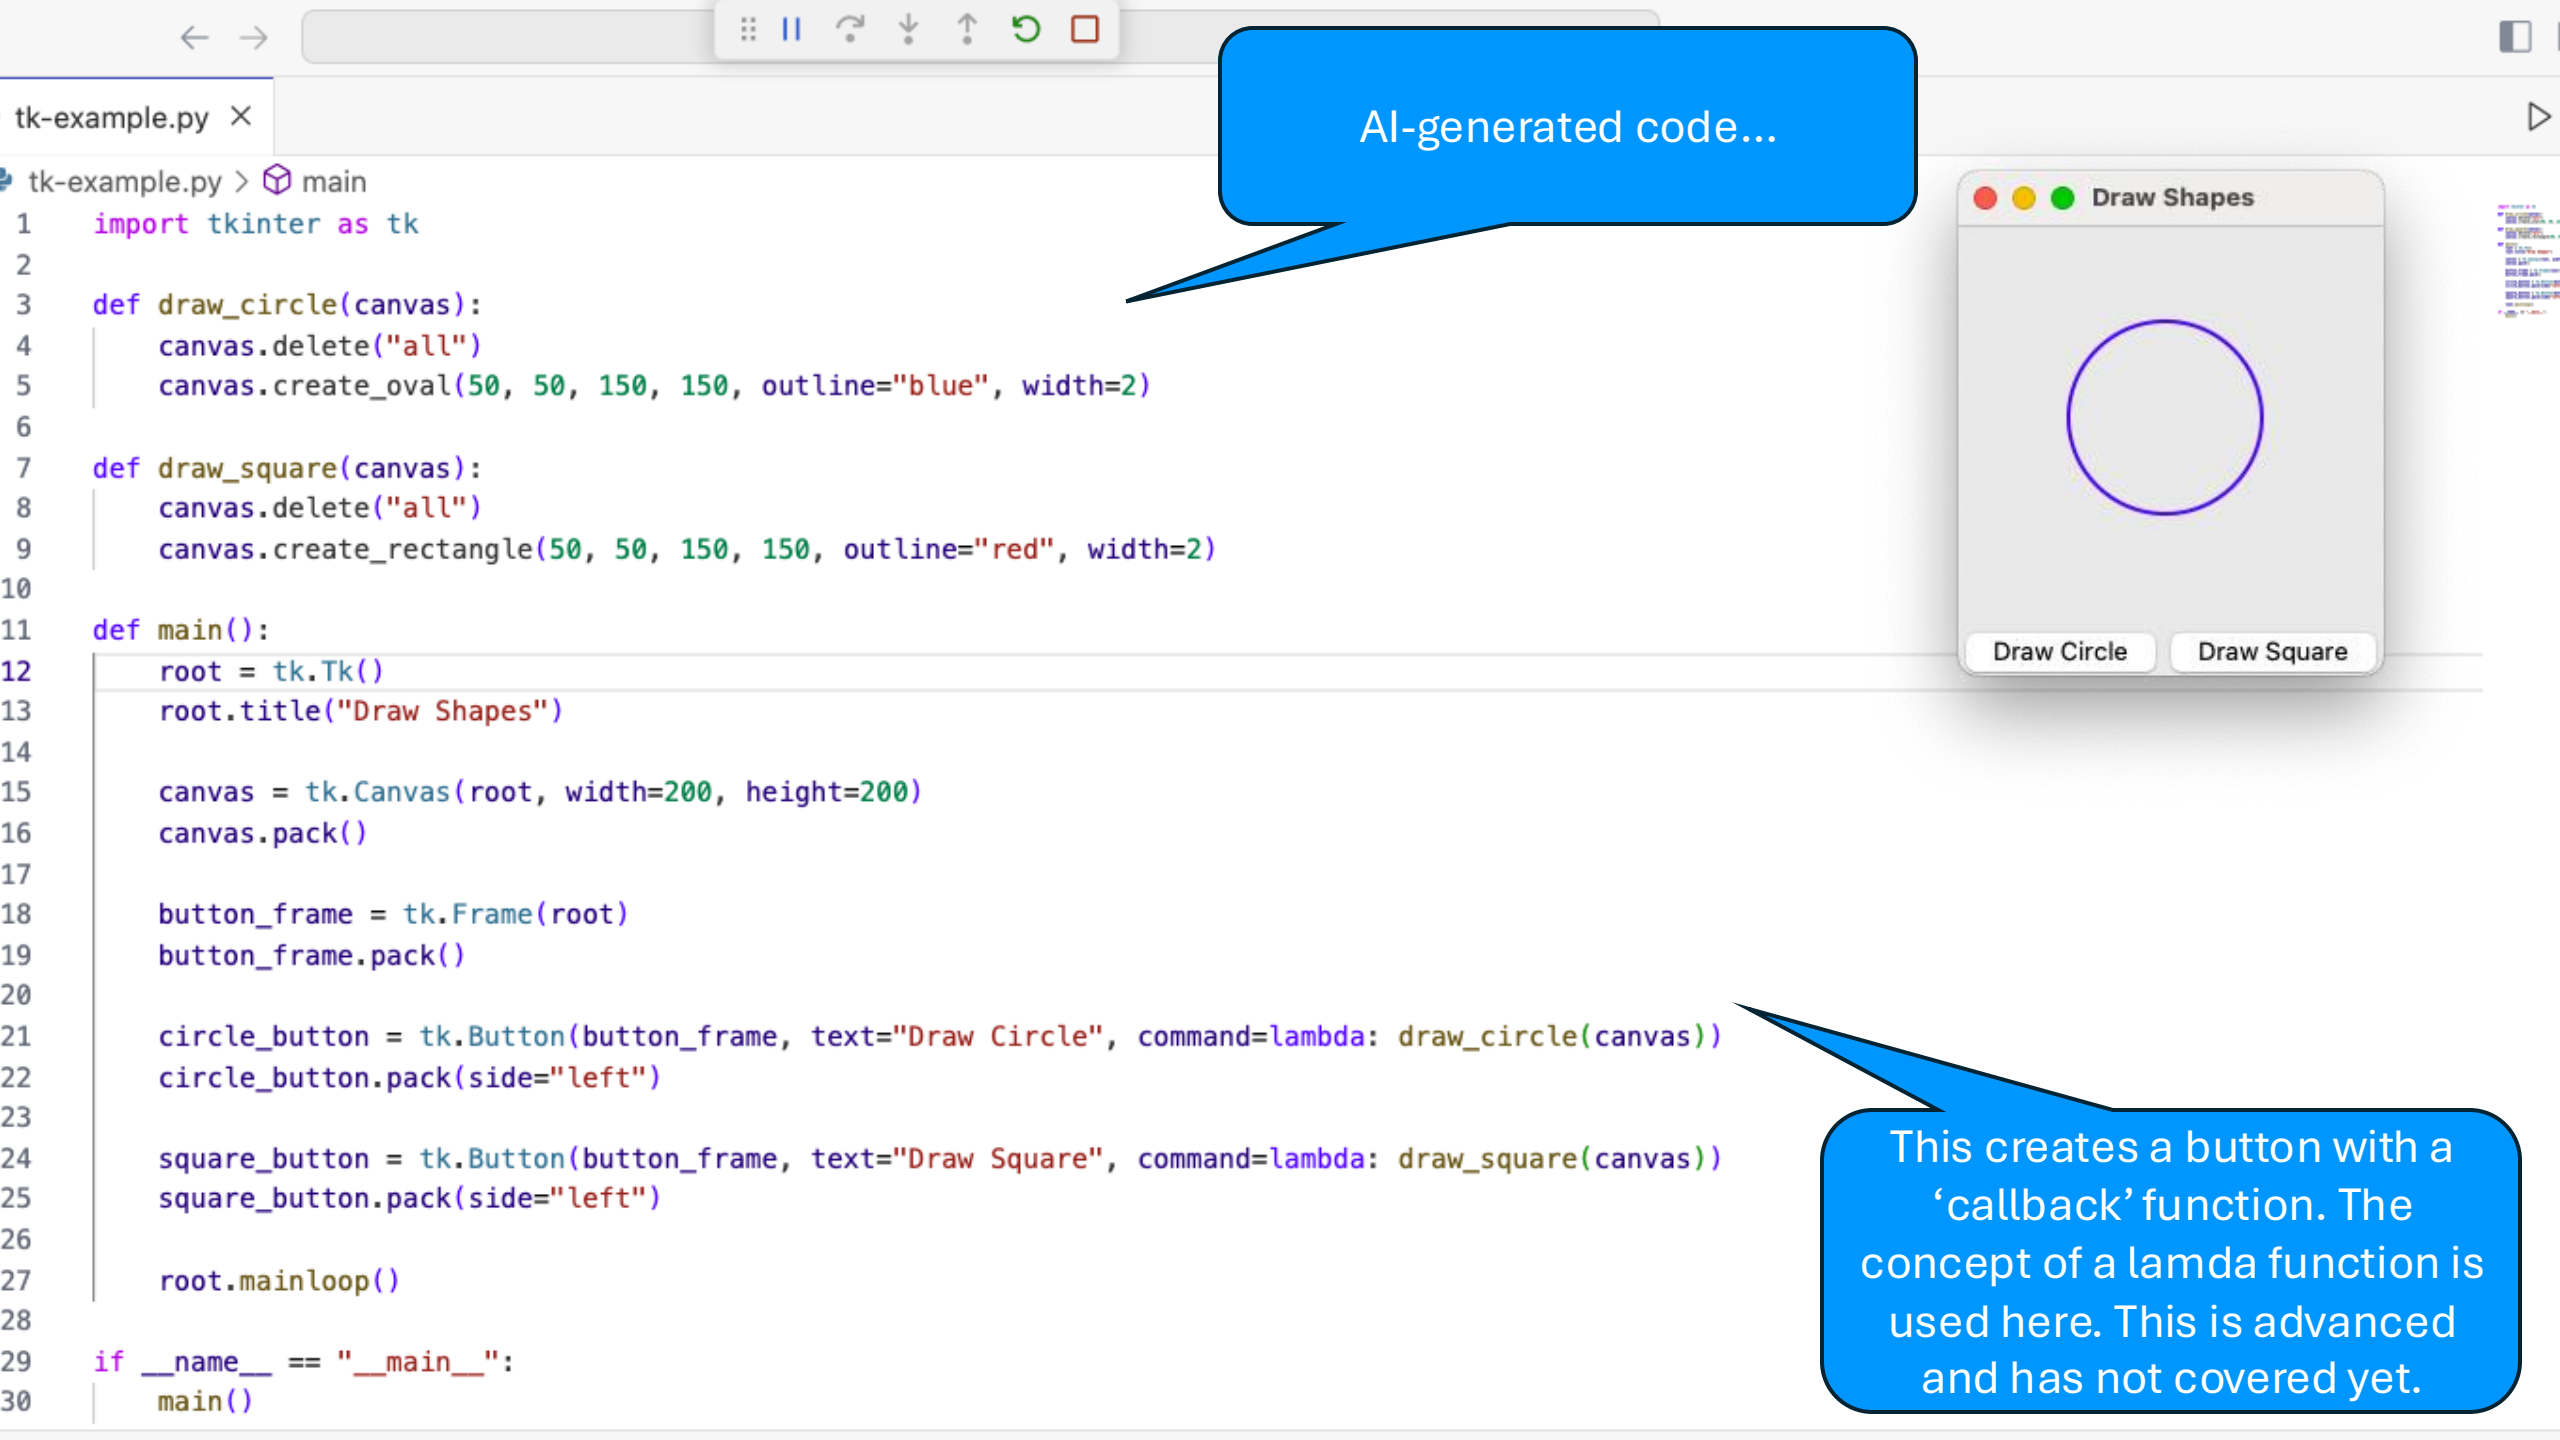 AI-generated code...
tk-example.py
tk-example.py > main
Draw Shapes
1 import tkinter as tk
2
3 def draw_circle(canvas):
4     canvas.delete("all")
5     canvas.create_oval(50, 50, 150, 150, outline="blue", width=2)
6
7 def draw_square(canvas):
8     canvas.delete("all")
9     canvas.create_rectangle(50, 50, 150, 150, outline="red", width=2)
10
11 def main():
12     root = tk.Tk()
13     root.title("Draw Shapes")
14
15     canvas = tk.Canvas(root, width=200, height=200)
16     canvas.pack()
17
18     button_frame = tk.Frame(root)
19     button_frame.pack()
20
21     circle_button = tk.Button(button_frame, text="Draw Circle", command=lambda: draw_circle(canvas))
22     circle_button.pack(side="left")
23
24     square_button = tk.Button(button_frame, text="Draw Square", command=lambda: draw_square(canvas))
25     square_button.pack(side="left")
26
27     root.mainloop()
28
29 if __name__ == "__main__":
30     main()
Draw Circle
Draw Square
This creates a button with a
‘callback’ function. The
concept of a lamda function is
used here. This is advanced
and has not covered yet.